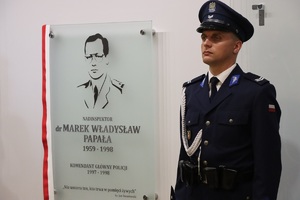 NADINSPEKTOR
dr MAREK WŁADYSŁAW
PAPAŁA
1959 - 1998
KOMENDANT GŁÓWNY POLICJI
1997 - 1998